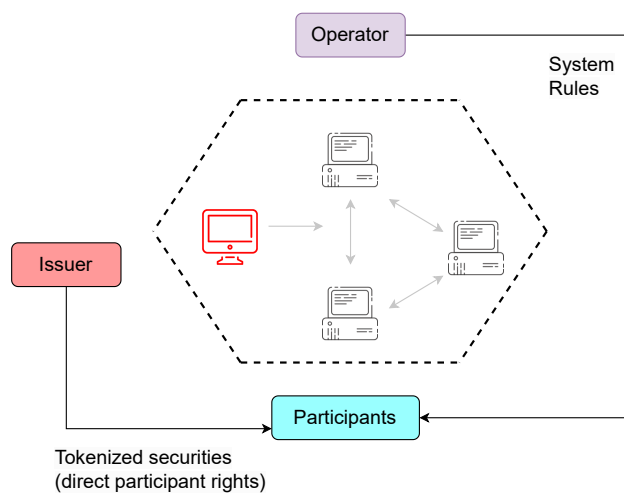 Operator
System
Rules
Issuer
Participants
Tokenized securities
(direct participant rights)